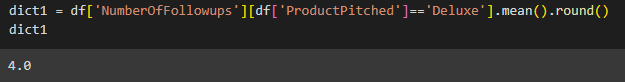 dict1 = df['NumberOfFollowups'][df['ProductPitched']=='Deluxe'].mean().round()
dict1
4.0